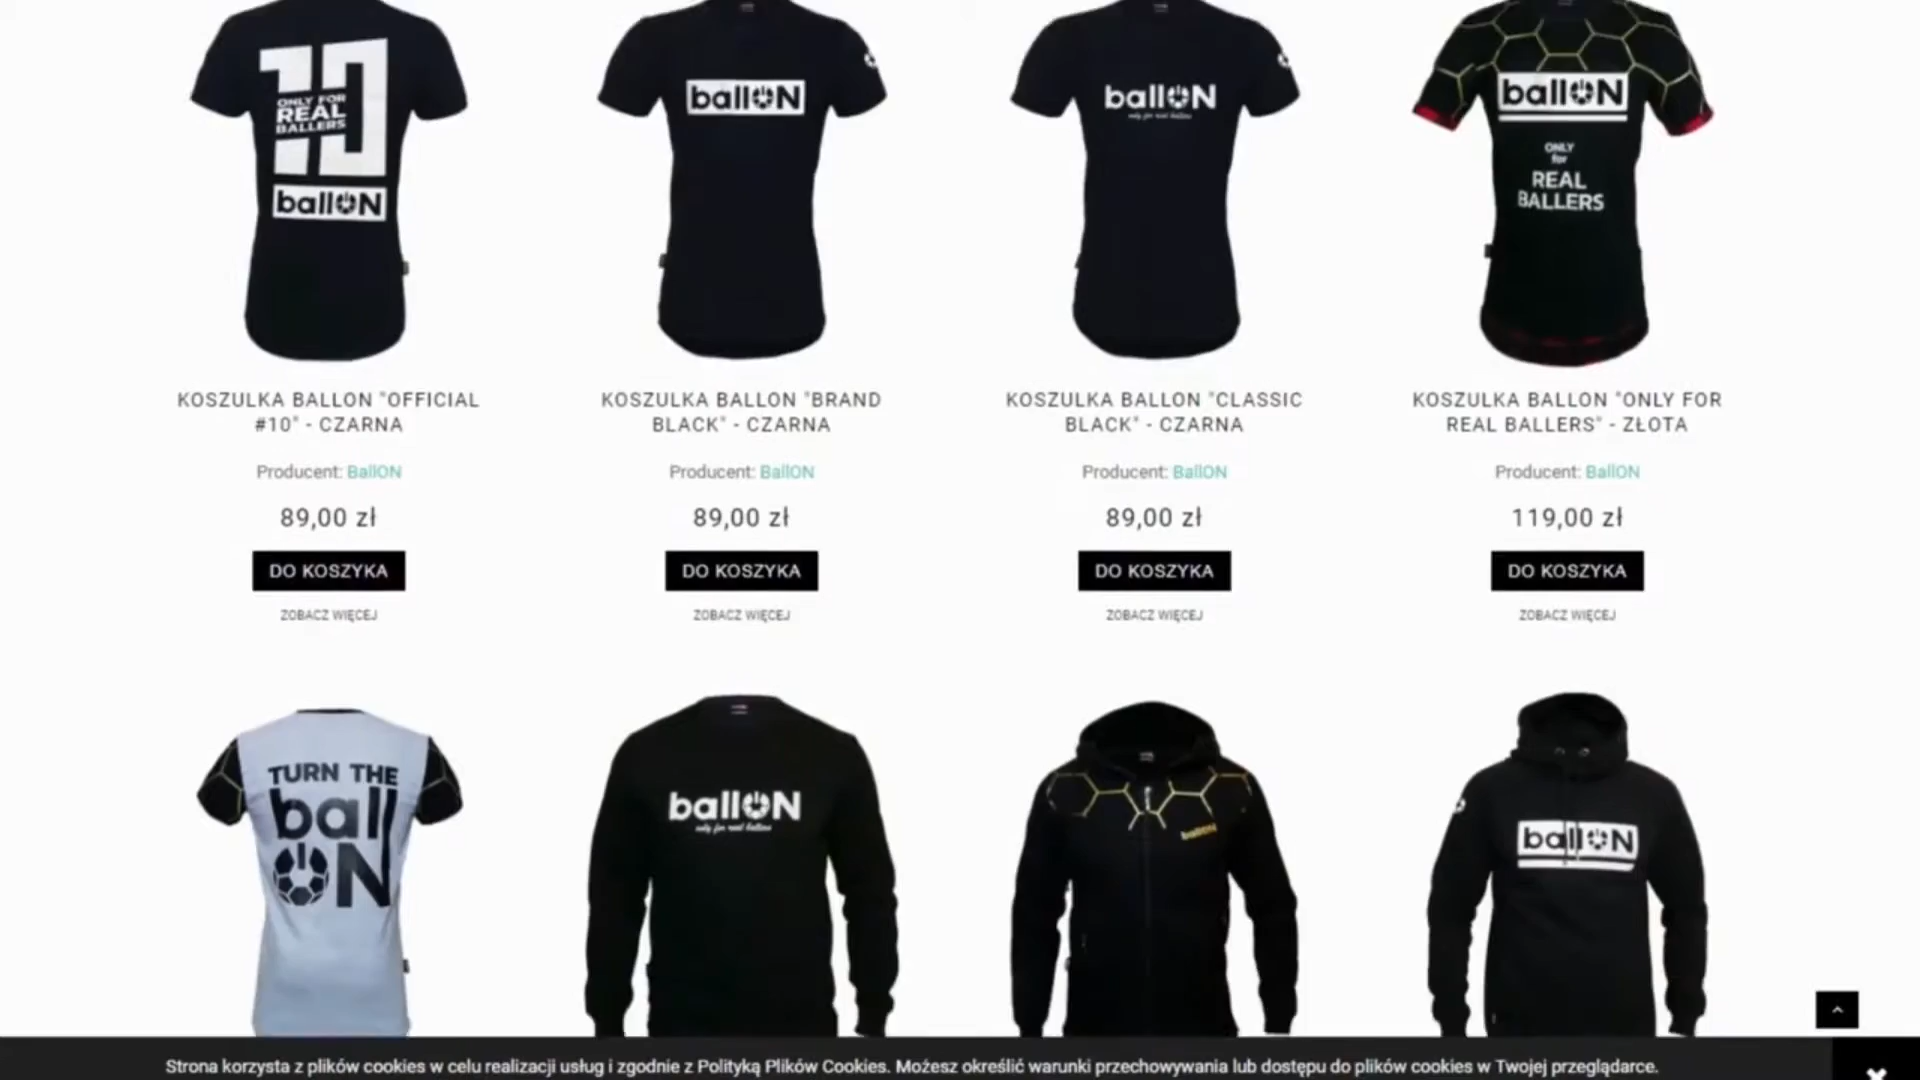 10
ONLY FOR
REAL
BALLERS
ballON
ballON
ballON
only for real ballers
ballON
ONLY
for
REAL
BALLERS
KOSZULKA BALLON "OFFICIAL
#10" - CZARNA
Producent: BallON
89,00 zł
DO KOSZYKA
ZOBACZ WIĘCEJ
KOSZULKA BALLON "BRAND
BLACK" - CZARNA
Producent: BallON
89,00 zł
DO KOSZYKA
ZOBACZ WIĘCEJ
KOSZULKA BALLON "CLASSIC
BLACK" - CZARNA
Producent: BallON
89,00 zł
DO KOSZYKA
ZOBACZ WIĘCEJ
KOSZULKA BALLON "ONLY FOR
REAL BALLERS" - ZŁOTA
Producent: BallON
119,00 zł
DO KOSZYKA
ZOBACZ WIĘCEJ
TURN THE
ball
ON
ballON
only for real ballers
ballON
ballON
Strona korzysta z plików cookies w celu realizacji usług i zgodnie z Polityką Plików Cookies. Możesz określić warunki przechowywania lub dostępu do plików cookies w Twojej przeglądarce.